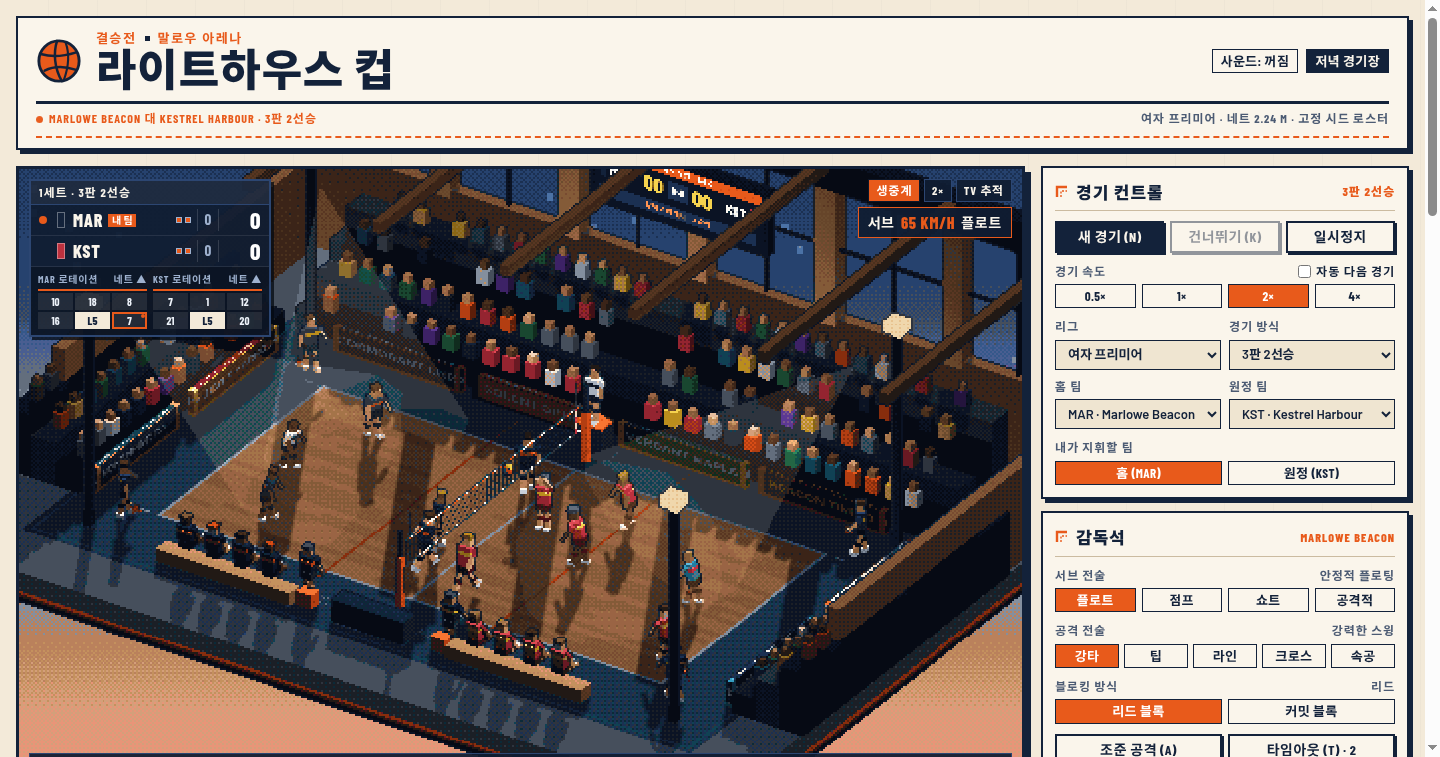 결승전 ▪ 말로우 아레나
라이트하우스 컵
사운드: 꺼짐
저녁 경기장
MARLOWE BEACON 대 KESTREL HARBOUR · 3판 2선승
여자 프리미어 · 네트 2.24 M · 고정 시드 로스터
1세트 · 3판 2선승
MAR 내 팀 0 0
KST 0 0
MAR 로테이션 네트 ▲ KST 로테이션 네트 ▲
10 18 8 7 1 12
16 L5 7 21 L5 20
00 00
KST
생중계 2× TV 추적
서브 65 KM/H 플로트
경기 컨트롤
3판 2선승
새 경기 (N)
건너뛰기 (K)
일시정지
경기 속도
자동 다음 경기
0.5× 1× 2× 4×
리그
경기 방식
여자 프리미어
3판 2선승
홈 팀
원정 팀
MAR · Marlowe Beacon
KST · Kestrel Harbour
내가 지휘할 팀
홈 (MAR)
원정 (KST)
감독석
MARLOWE BEACON
서브 전술
안정적 플로팅
플로트 점프 쇼트 공격적
공격 전술
강력한 스윙
강타 팁 라인 크로스 속공
블로킹 방식
리드
리드 블록
커밋 블록
조준 공격 (A)
타임아웃 (T) · 2